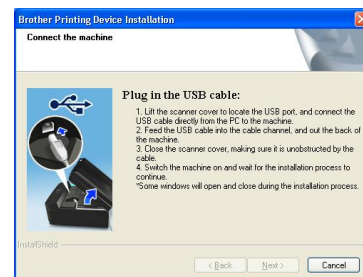 Brother Printing Device Installation
Connect the machine
Plug in the USB cable:
1. Lift the scanner cover to locate the USB port, and connect the
USB cable directly from the PC to the machine.
2. Feed the USB cable into the cable channel, and out the back of
the machine.
3. Close the scanner cover, making sure it is unobstructed by the
cable.
4. Switch the machine on and wait for the installation process to
continue.
*Some windows will open and close during the installation process.
InstallShield
< Back
Next >
Cancel